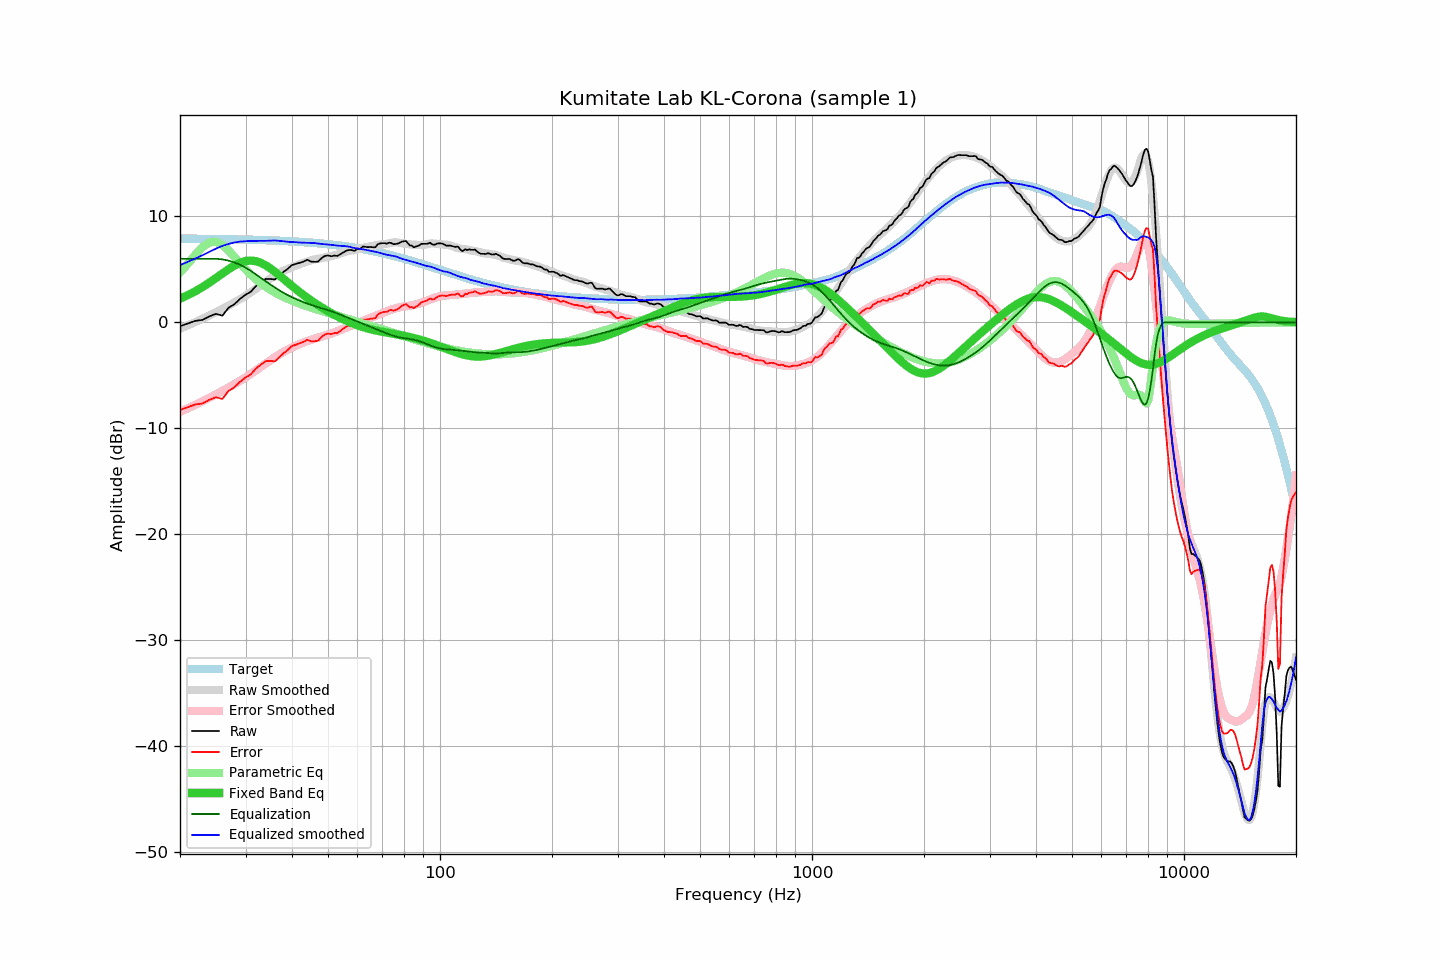 Kumitate Lab KL-Corona (sample 1)
10
0
−10
−20
−30
−40
−50
Amplitude (dBr)
Target
Raw Smoothed
Error Smoothed
Raw
Error
Parametric Eq
Fixed Band Eq
Equalization
Equalized smoothed
100
1000
10000
Frequency (Hz)